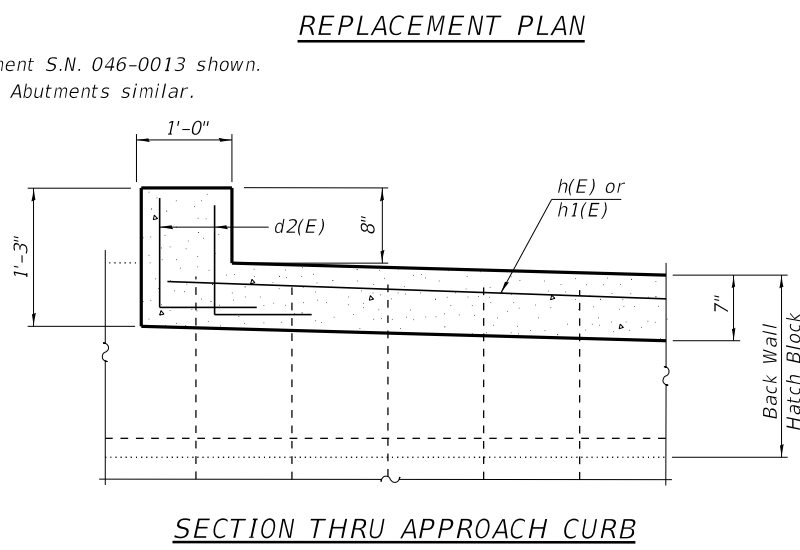 REPLACEMENT PLAN
S.N. 046-0013 shown.
Abutments similar.
1'-0"
h(E) or
h1(E)
d2(E)
8"
1'-3"
7"
Back Wall
Hatch Block
SECTION THRU APPROACH CURB